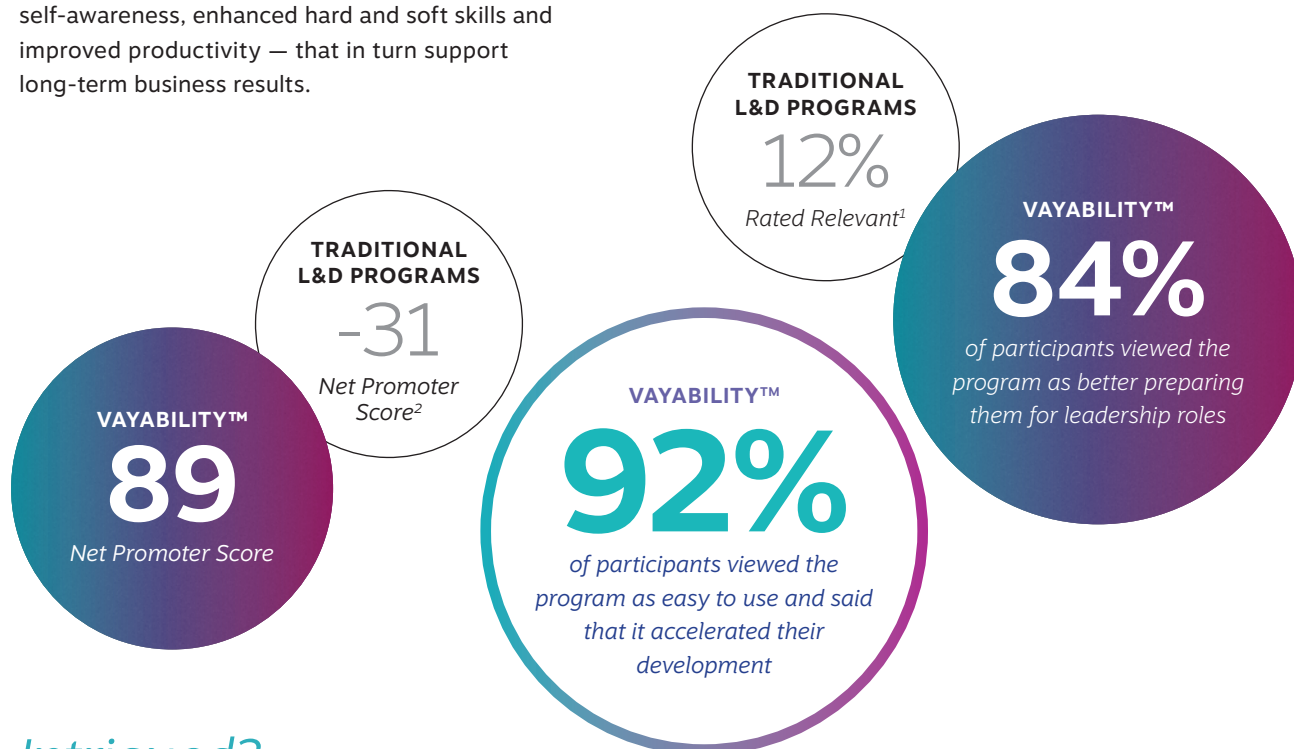 self-awareness, enhanced hard and soft skills and
improved productivity — that in turn support
long-term business results.
TRADITIONAL
L&D PROGRAMS
12%
Rated Relevant¹
VAYABILITY™
84%
of participants viewed the
program as better preparing
them for leadership roles
TRADITIONAL
L&D PROGRAMS
-31
Net Promoter
Score²
VAYABILITY™
89
Net Promoter Score
VAYABILITY™
92%
of participants viewed the
program as easy to use and said
that it accelerated their
development
Intrigued?